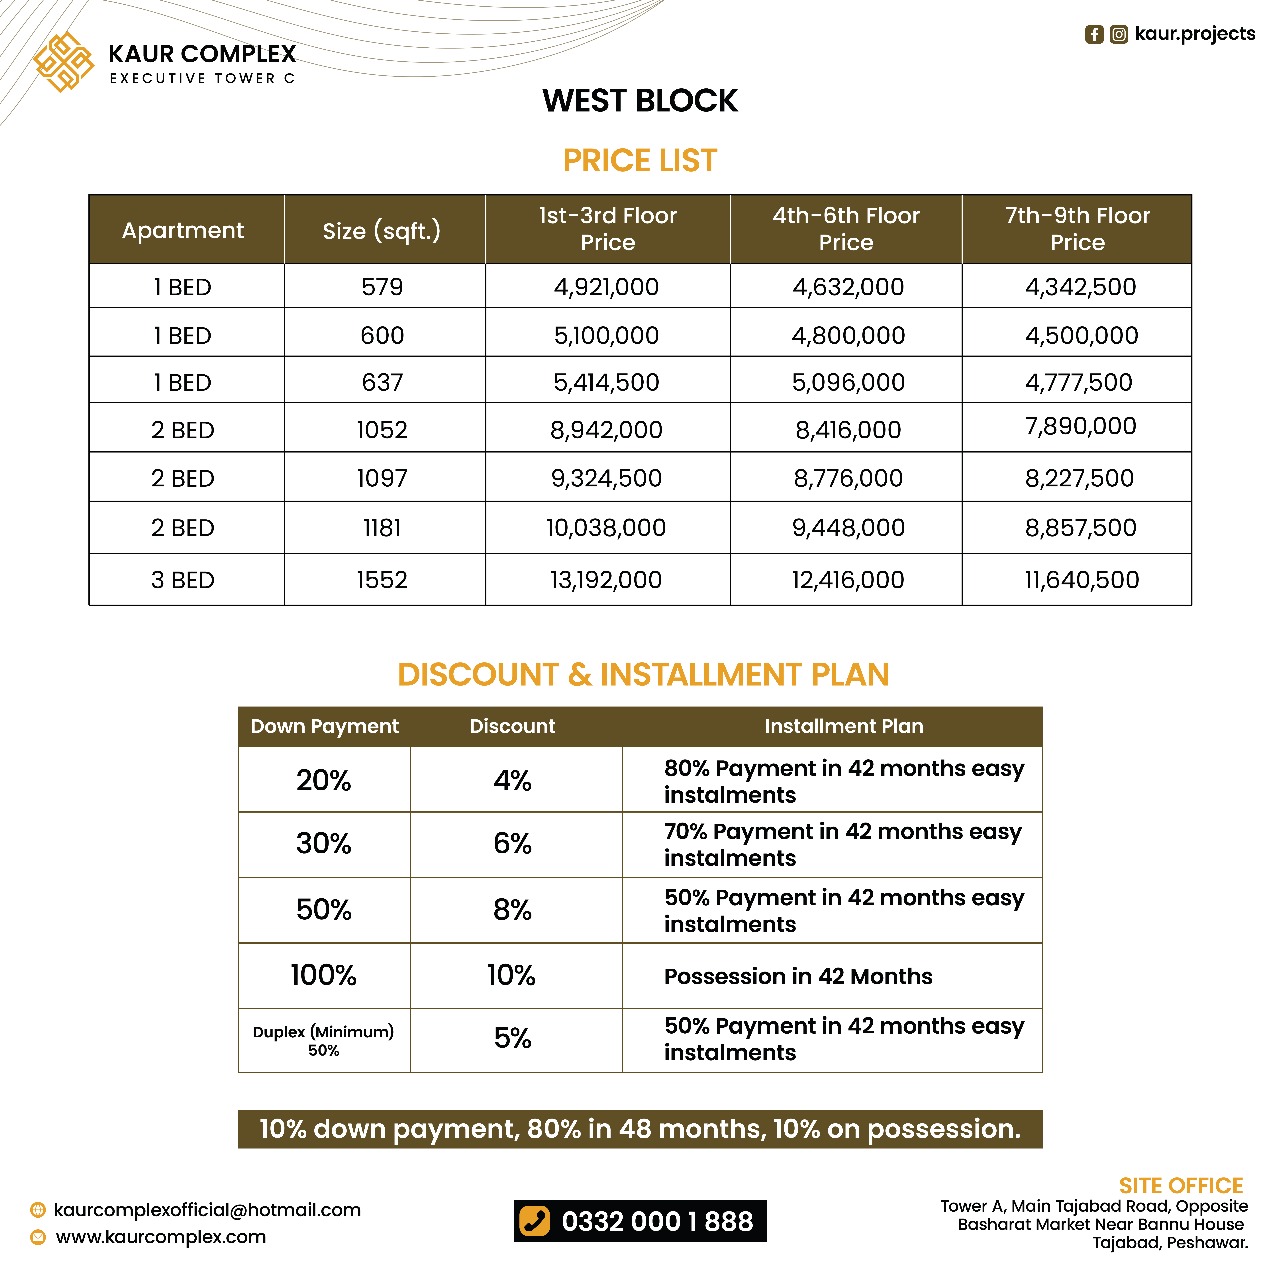 KAUR COMPLEX
EXECUTIVE TOWER C
kaur.projects
WEST BLOCK
PRICE LIST
Apartment Size (sqft.) 1st-3rd Floor Price 4th-6th Floor Price 7th-9th Floor Price
1 BED 579 4,921,000 4,632,000 4,342,500
1 BED 600 5,100,000 4,800,000 4,500,000
1 BED 637 5,414,500 5,096,000 4,777,500
2 BED 1052 8,942,000 8,416,000 7,890,000
2 BED 1097 9,324,500 8,776,000 8,227,500
2 BED 1181 10,038,000 9,448,000 8,857,500
3 BED 1552 13,192,000 12,416,000 11,640,500
DISCOUNT & INSTALLMENT PLAN
Down Payment Discount Installment Plan
20% 4% 80% Payment in 42 months easy
instalments
30% 6% 70% Payment in 42 months easy
instalments
50% 8% 50% Payment in 42 months easy
instalments
100% 10% Possession in 42 Months
Duplex (Minimum)
50% 5% 50% Payment in 42 months easy
instalments
10% down payment, 80% in 48 months, 10% on possession.
kaurcomplexofficial@hotmail.com
www.kaurcomplex.com
0332 000 1 888
SITE OFFICE
Tower A, Main Tajabad Road, Opposite
Basharat Market Near Bannu House
Tajabad, Peshawar.